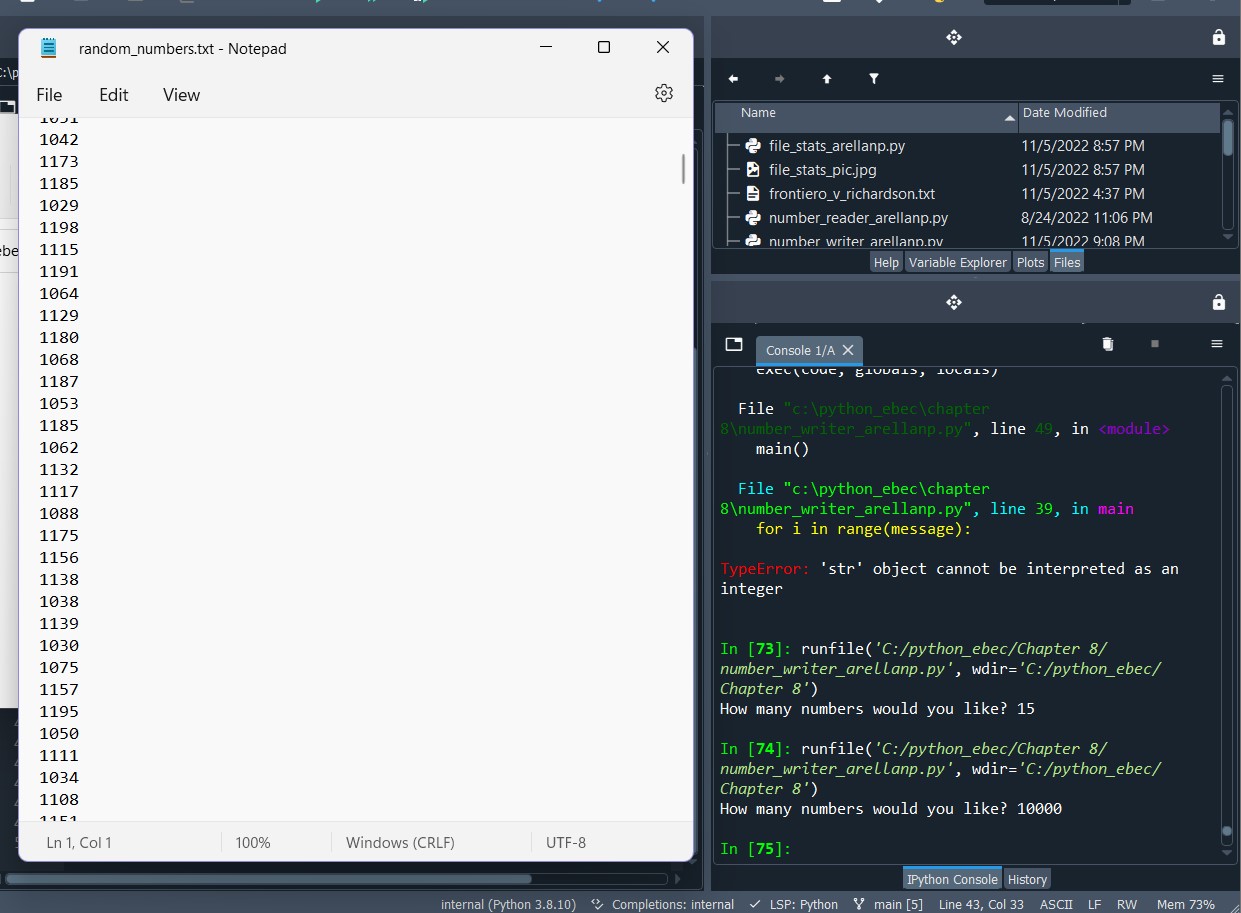 random_numbers.txt - Notepad
File Edit View
1051
1042
1173
1185
1029
1198
1115
1191
1064
1129
1180
1068
1187
1053
1185
1062
1132
1117
1088
1175
1156
1138
1038
1139
1030
1075
1157
1195
1050
1111
1034
1108
1151
Ln 1, Col 1 100% Windows (CRLF) UTF-8
Name Date Modified
file_stats_arellanp.py 11/5/2022 8:57 PM
file_stats_pic.jpg 11/5/2022 8:57 PM
frontiero_v_richardson.txt 11/5/2022 4:37 PM
number_reader_arellanp.py 8/24/2022 11:06 PM
number_writer_arellanp.py 11/5/2022 9:08 PM
Help Variable Explorer Plots Files
Console 1/A
exec(code, globals, locals)
File "c:\python_ebec\chapter
8\number_writer_arellanp.py", line 49, in <module>
main()
File "c:\python_ebec\chapter
8\number_writer_arellanp.py", line 39, in main
for i in range(message):
TypeError: 'str' object cannot be interpreted as an
integer
In [73]: runfile('C:/python_ebec/Chapter 8/
number_writer_arellanp.py', wdir='C:/python_ebec/
Chapter 8')
How many numbers would you like? 15
In [74]: runfile('C:/python_ebec/Chapter 8/
number_writer_arellanp.py', wdir='C:/python_ebec/
Chapter 8')
How many numbers would you like? 10000
In [75]:
IPython Console History
internal (Python 3.8.10) Completions: internal LSP: Python main [5] Line 43, Col 33 ASCII LF RW Mem 73%